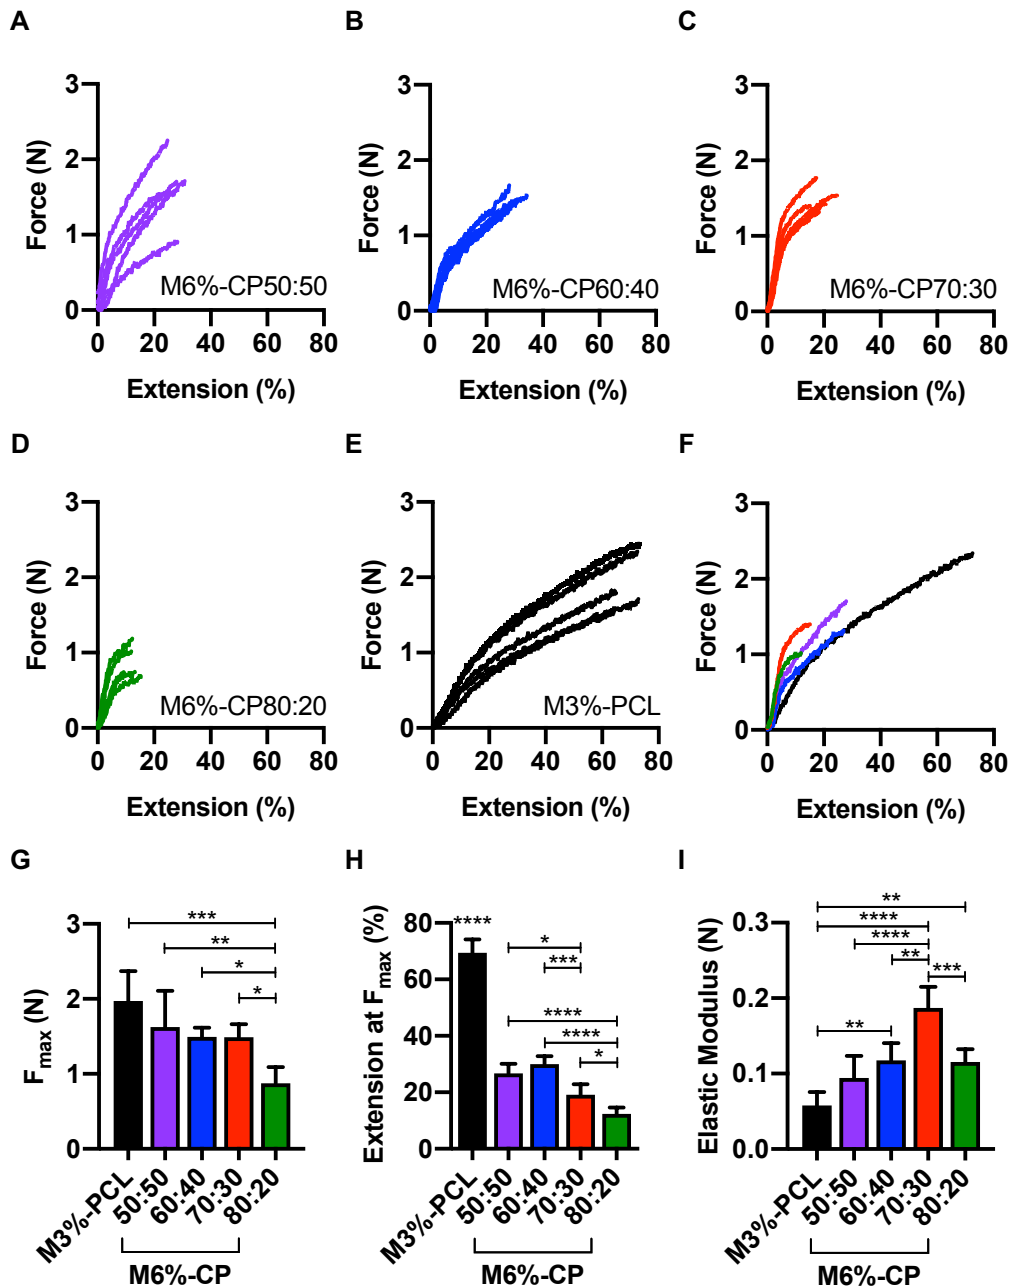 A
B
C
3
2
1
0
Force (N)
M6%-CP50:50
0 20 40 60 80
Extension (%)
3
2
1
0
Force (N)
M6%-CP60:40
0 20 40 60 80
Extension (%)
3
2
1
0
Force (N)
M6%-CP70:30
0 20 40 60 80
Extension (%)
D
E
F
3
2
1
0
Force (N)
M6%-CP80:20
0 20 40 60 80
Extension (%)
3
2
1
0
Force (N)
M3%-PCL
0 20 40 60 80
Extension (%)
3
2
1
0
Force (N)
0 20 40 60 80
Extension (%)
G
H
I
3
2
1
0
Fmax (N)
***
**
*
*
M3%-PCL
50:50
60:40
70:30
80:20
M6%-CP
80
60
40
20
0
Extension at Fmax (%)
****
*
***
****
****
*
M3%-PCL
50:50
60:40
70:30
80:20
M6%-CP
0.3
0.2
0.1
0.0
Elastic Modulus (N)
**
****
****
**
***
**
M3%-PCL
50:50
60:40
70:30
80:20
M6%-CP